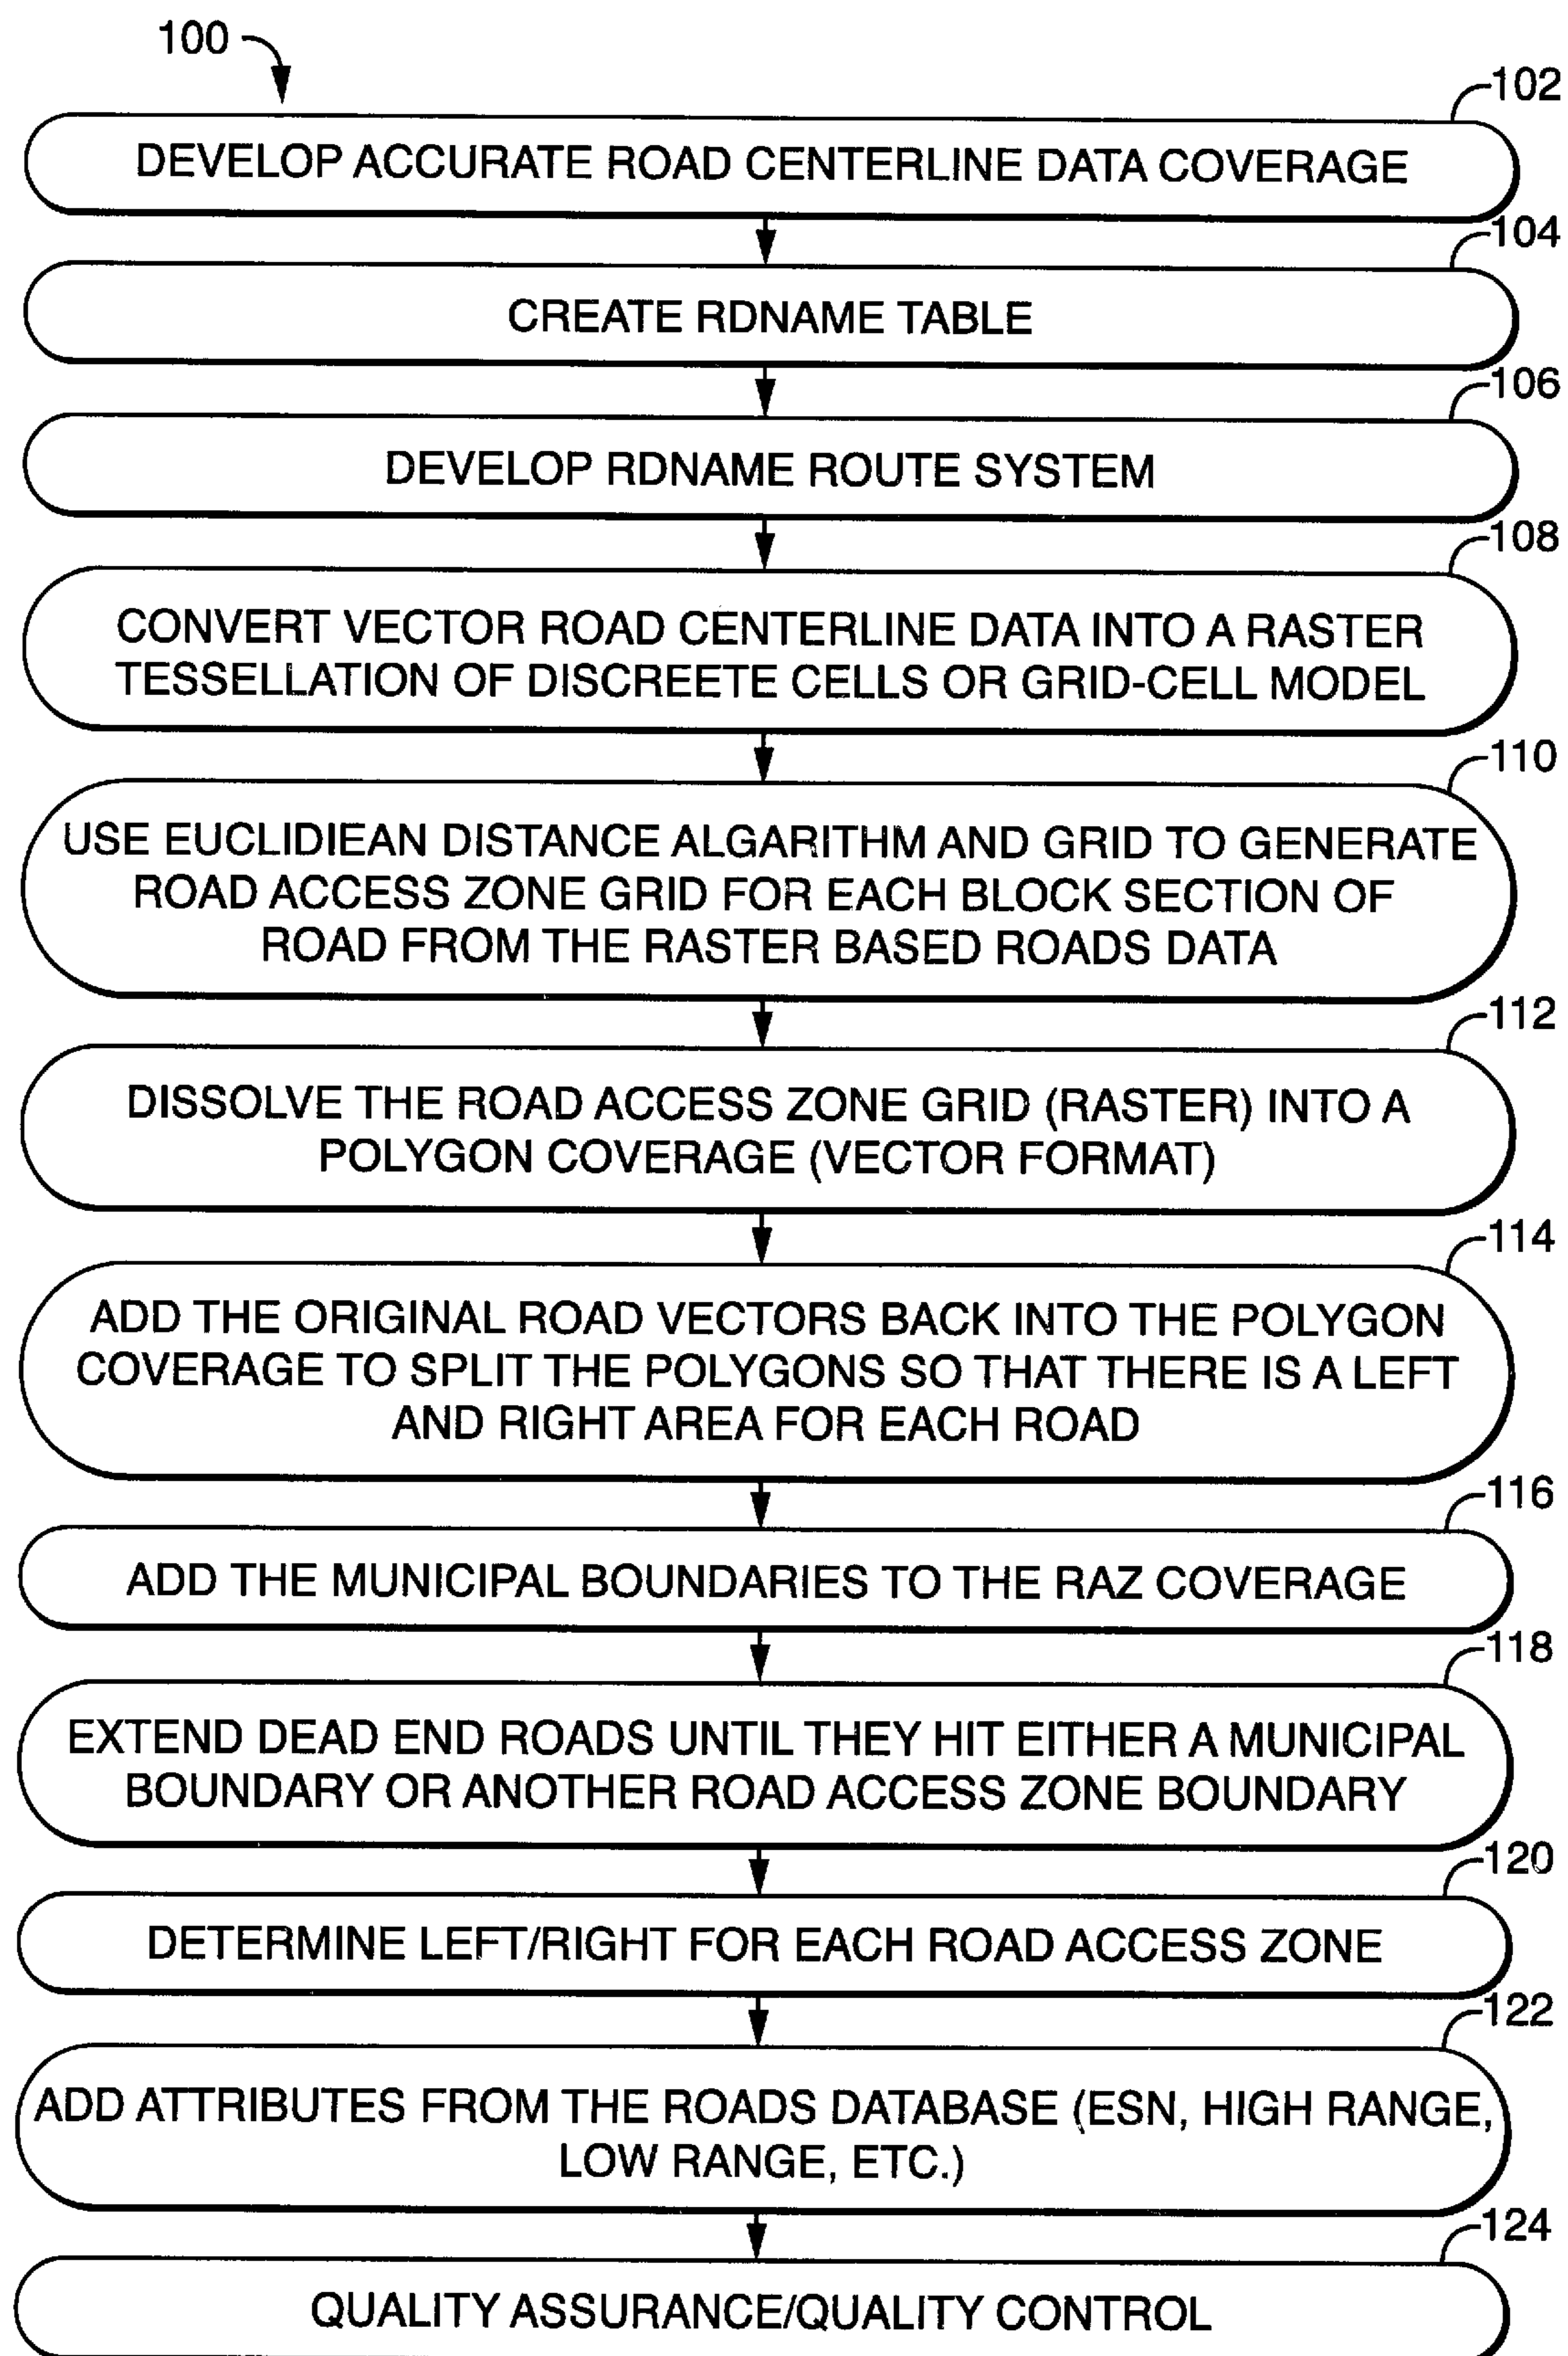 100
102
DEVELOP ACCURATE ROAD CENTERLINE DATA COVERAGE
104
CREATE RDNAME TABLE
106
DEVELOP RDNAME ROUTE SYSTEM
108
CONVERT VECTOR ROAD CENTERLINE DATA INTO A RASTER
TESSELLATION OF DISCREETE CELLS OR GRID-CELL MODEL
110
USE EUCLIDIEAN DISTANCE ALGARITHM AND GRID TO GENERATE
ROAD ACCESS ZONE GRID FOR EACH BLOCK SECTION OF
ROAD FROM THE RASTER BASED ROADS DATA
112
DISSOLVE THE ROAD ACCESS ZONE GRID (RASTER) INTO A
POLYGON COVERAGE (VECTOR FORMAT)
114
ADD THE ORIGINAL ROAD VECTORS BACK INTO THE POLYGON
COVERAGE TO SPLIT THE POLYGONS SO THAT THERE IS A LEFT
AND RIGHT AREA FOR EACH ROAD
116
ADD THE MUNICIPAL BOUNDARIES TO THE RAZ COVERAGE
118
EXTEND DEAD END ROADS UNTIL THEY HIT EITHER A MUNICIPAL
BOUNDARY OR ANOTHER ROAD ACCESS ZONE BOUNDARY
120
DETERMINE LEFT/RIGHT FOR EACH ROAD ACCESS ZONE
122
ADD ATTRIBUTES FROM THE ROADS DATABASE (ESN, HIGH RANGE,
LOW RANGE, ETC.)
124
QUALITY ASSURANCE/QUALITY CONTROL